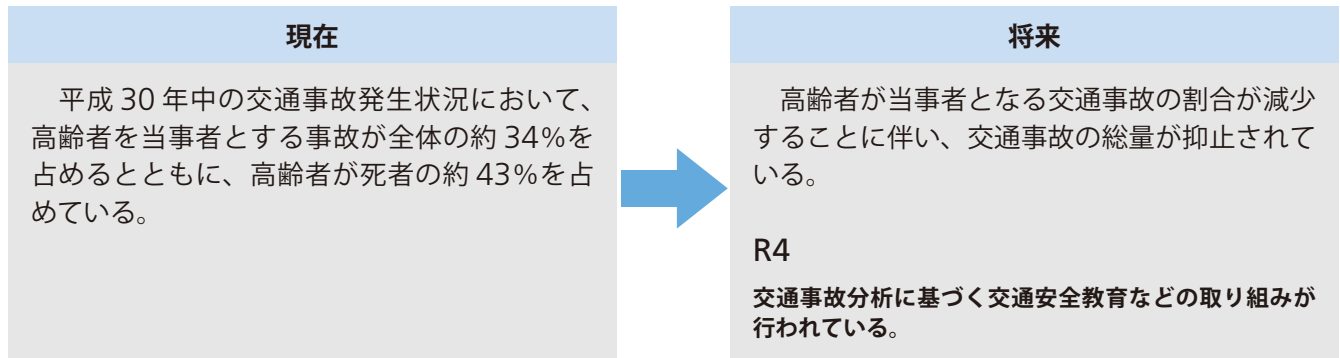 現在
平成 30 年中の交通事故発生状況において、
高齢者を当事者とする事故が全体の約 34%を
占めるとともに、高齢者が死者の約 43%を占
めている。
将来
高齢者が当事者となる交通事故の割合が減少
することに伴い、交通事故の総量が抑止されて
いる。
R4
交通事故分析に基づく交通安全教育などの取り組みが
行われている。